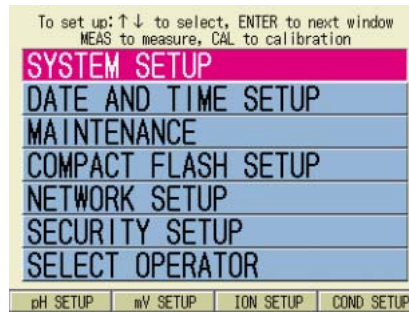 To set up:↑↓ to select, ENTER to next window
MEAS to measure, CAL to calibration
SYSTEM SETUP
DATE AND TIME SETUP
MAINTENANCE
COMPACT FLASH SETUP
NETWORK SETUP
SECURITY SETUP
SELECT OPERATOR
pH SETUP mV SETUP ION SETUP COND SETUP